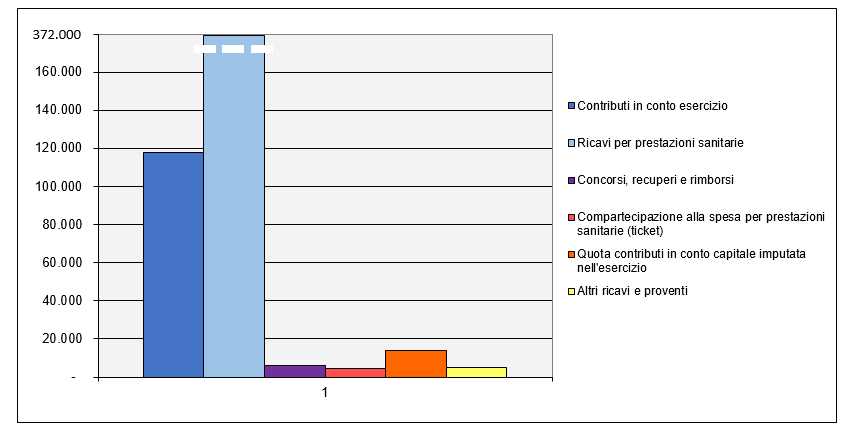 372.000
160.000
140.000
120.000
100.000
80.000
60.000
40.000
20.000
-
1
Contributi in conto esercizio
Ricavi per prestazioni sanitarie
Concorsi, recuperi e rimborsi
Compartecipazione alla spesa per prestazioni
sanitarie (ticket)
Quota contributi in conto capitale imputata
nell'esercizio
Altri ricavi e proventi